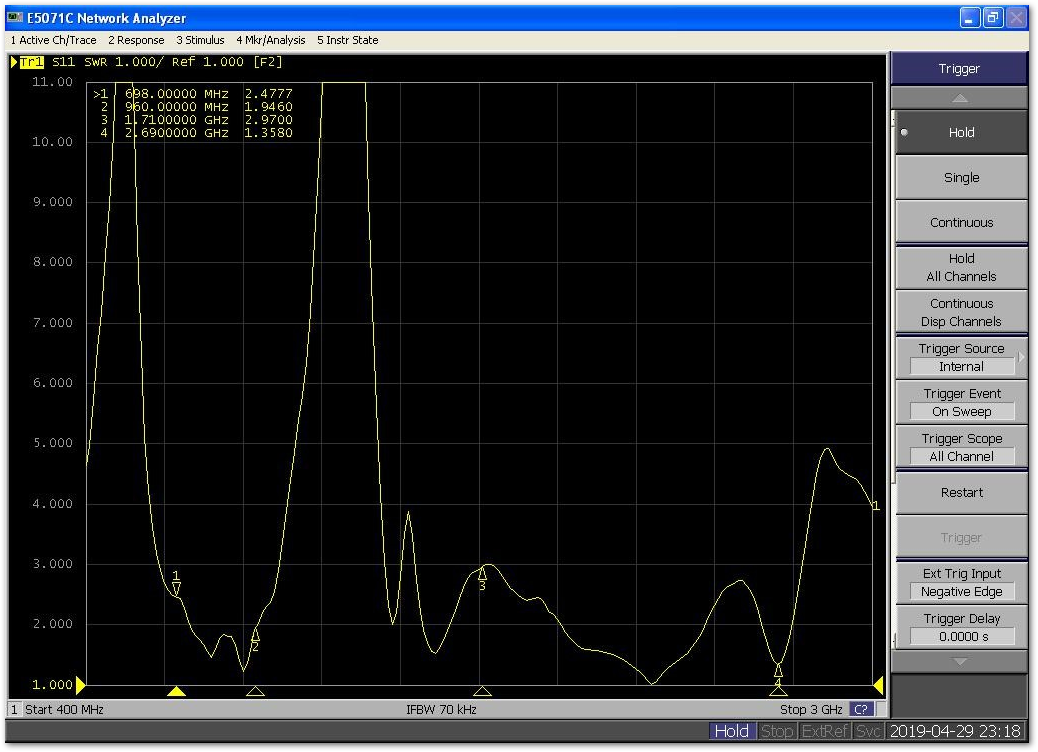 E5071C Network Analyzer
1 Active Ch/Trace 2 Response 3 Stimulus 4 Mkr/Analysis 5 Instr State
Tr1 S11 SWR 1.000/ Ref 1.000 [F2]
11.00
10.00
9.000
8.000
7.000
6.000
5.000
4.000
3.000
2.000
1.000
>1 698.00000 MHz 2.4777
2 960.00000 MHz 1.9460
3 1.7100000 GHz 2.9700
4 2.6900000 GHz 1.3580
1
2
3
4
1
1 Start 400 MHz
IFBW 70 kHz
Stop 3 GHz C?
Trigger
Hold
Single
Continuous
Hold
All Channels
Continuous
Disp Channels
Trigger Source
Internal
Trigger Event
On Sweep
Trigger Scope
All Channel
Restart
Trigger
Ext Trig Input
Negative Edge
Trigger Delay
0.0000 s
Hold Stop ExtRef Svc 2019-04-29 23:18